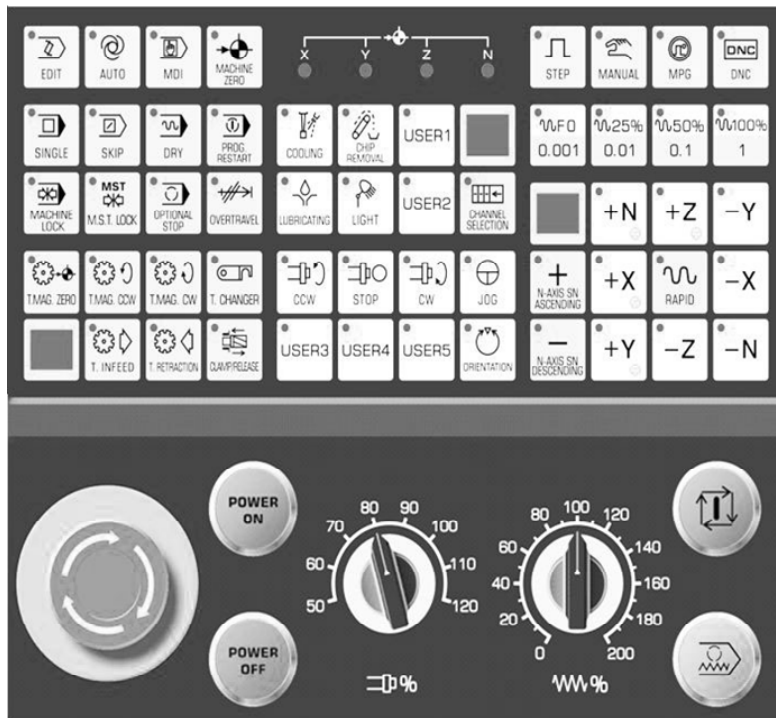 EDIT
AUTO
MDI
MACHINE
ZERO
X
Y
Z
N
STEP
MANUAL
MPG
DNC
DNC
SINGLE
SKIP
DRY
PROG.
RESTART
COOLING
CHIP
REMOVAL
USER1
F0
0.001
25%
0.01
50%
0.1
100%
1
MACHINE
LOCK
MST
M.S.T. LOCK
OPTIONAL
STOP
OVERTRAVEL
LUBRICATING
LIGHT
USER2
CHANNEL
SELECTION
+N
+Z
-Y
T.MAG. ZERO
T.MAG. CCW
T.MAG. CW
T. CHANGER
CCW
STOP
CW
JOG
+
N-AXIS SN
ASCENDING
+X
RAPID
-X
T. INFEED
T. RETRACTION
CLAMP/RELEASE
USER3
USER4
USER5
ORIENTATION
-
N-AXIS SN
DESCENDING
+Y
-Z
-N
POWER
ON
POWER
OFF
50
60
70
80
90
100
110
120
%
0
20
40
60
80
100
120
140
160
180
200
%